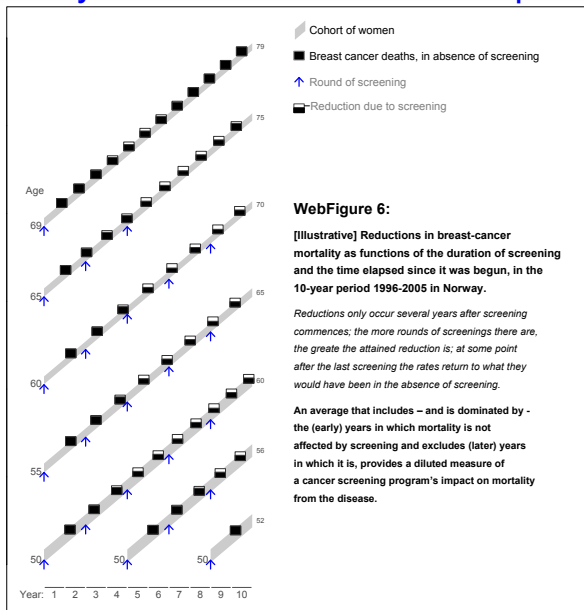 Cohort of women
Breast cancer deaths, in absence of screening
Round of screening
Reduction due to screening
79
75
Age
69
70
65
65
60
60
55
56
52
50
50
50
Year: 1 2 3 4 5 6 7 8 9 10
WebFigure 6:
[Illustrative] Reductions in breast-cancer
mortality as functions of the duration of screening
and the time elapsed since it was begun, in the
10-year period 1996-2005 in Norway.
Reductions only occur several years after screening
commences; the more rounds of screenings there are,
the greate the attained reduction is; at some point
after the last screening the rates return to what they
would have been in the absence of screening.
An average that includes – and is dominated by -
the (early) years in which mortality is not
affected by screening and excludes (later) years
in which it is, provides a diluted measure of
a cancer screening program's impact on mortality
from the disease.